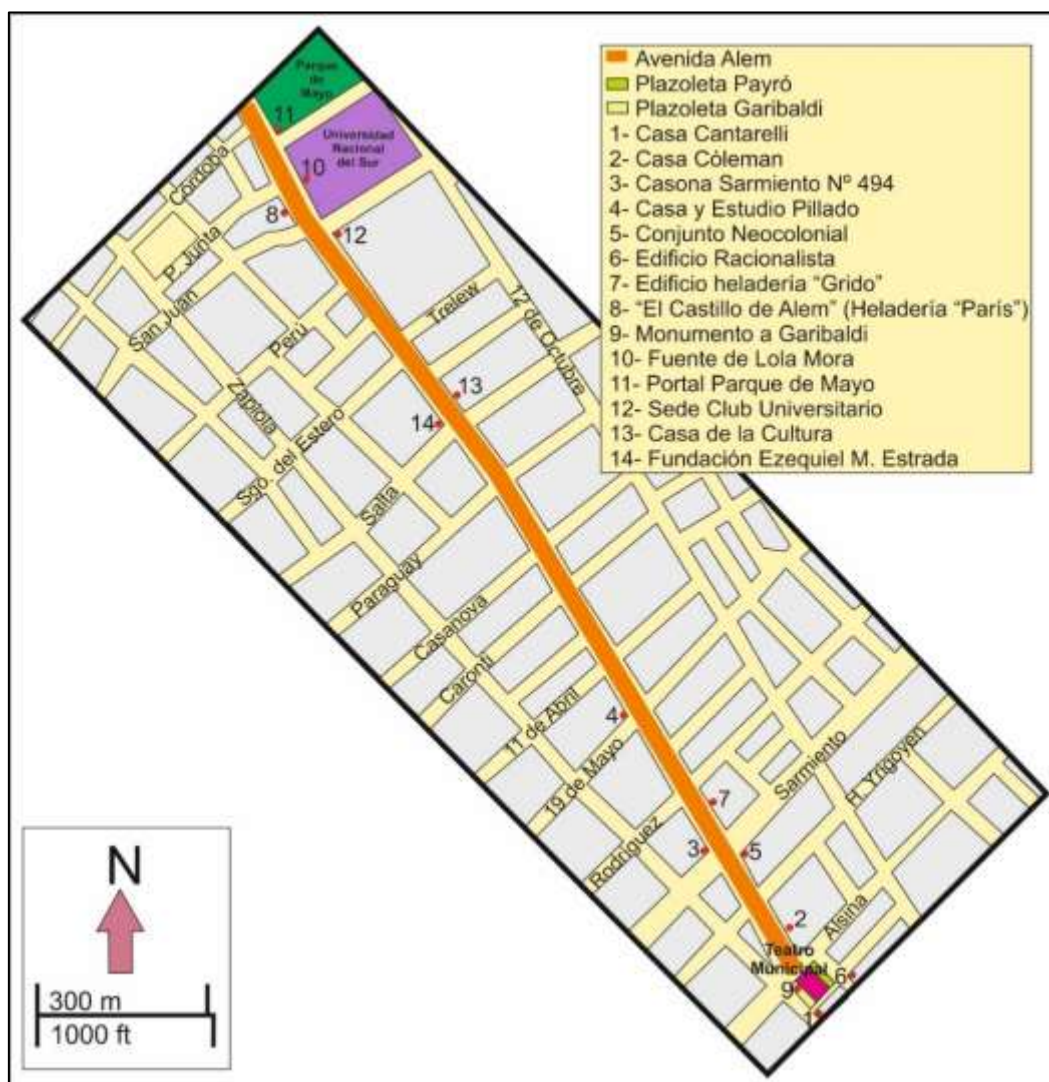 Parque
de
Mayo
11
Universidad
Nacional
del Sur
10
Cordoba
8
12
P. Junta
San Juan
Perú
Trelew
12 de Octubre
13
14
Zapiola
Sgo. del Estero
Salta
Paraguay
Casanova
Caronti
11 de Abril
4
19 de Mayo
Sarmiento
H. Yrigoyen
7
Rodriguez
3
5
2
Alsina
Teatro
Municipal
9
6
1
Avenida Alem
Plazoleta Payró
Plazoleta Garibaldi
1- Casa Cantarelli
2- Casa Cóleman
3- Casona Sarmiento Nº 494
4- Casa y Estudio Pillado
5- Conjunto Neocolonial
6- Edificio Racionalista
7- Edificio heladería “Grido”
8- “El Castillo de Alem” (Heladería “París”)
9- Monumento a Garibaldi
10- Fuente de Lola Mora
11- Portal Parque de Mayo
12- Sede Club Universitario
13- Casa de la Cultura
14- Fundación Ezequiel M. Estrada
N
300 m
1000 ft